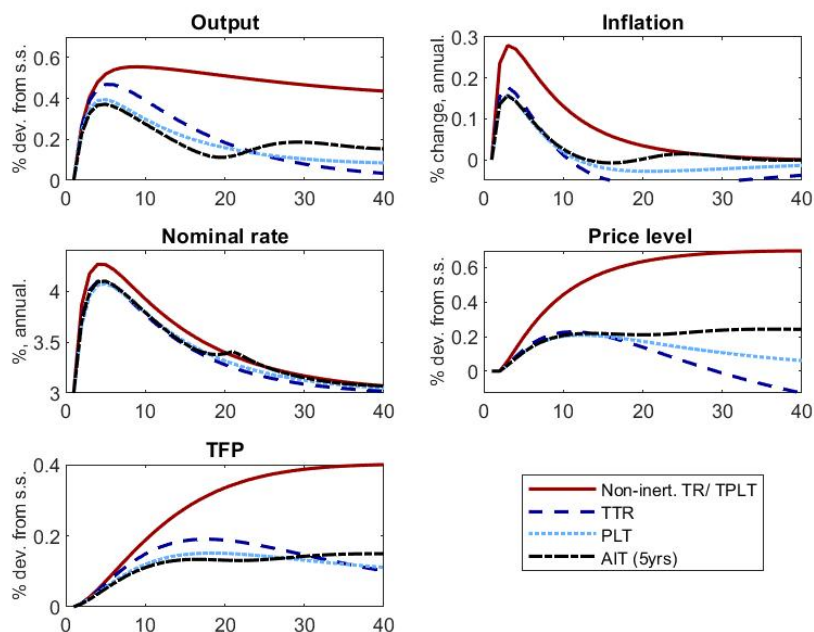 Output
% dev. from s.s.
0.6
0.4
0.2
0
0 10 20 30 40
Inflation
% change, annual.
0.3
0.2
0.1
0
0 10 20 30 40
Nominal rate
%, annual.
4
3.5
3
0 10 20 30 40
Price level
% dev. from s.s.
0.6
0.4
0.2
0
0 10 20 30 40
TFP
% dev. from s.s.
0.4
0.2
0
0 10 20 30 40
Non-inert. TR/ TPLT
TTR
PLT
AIT (5yrs)